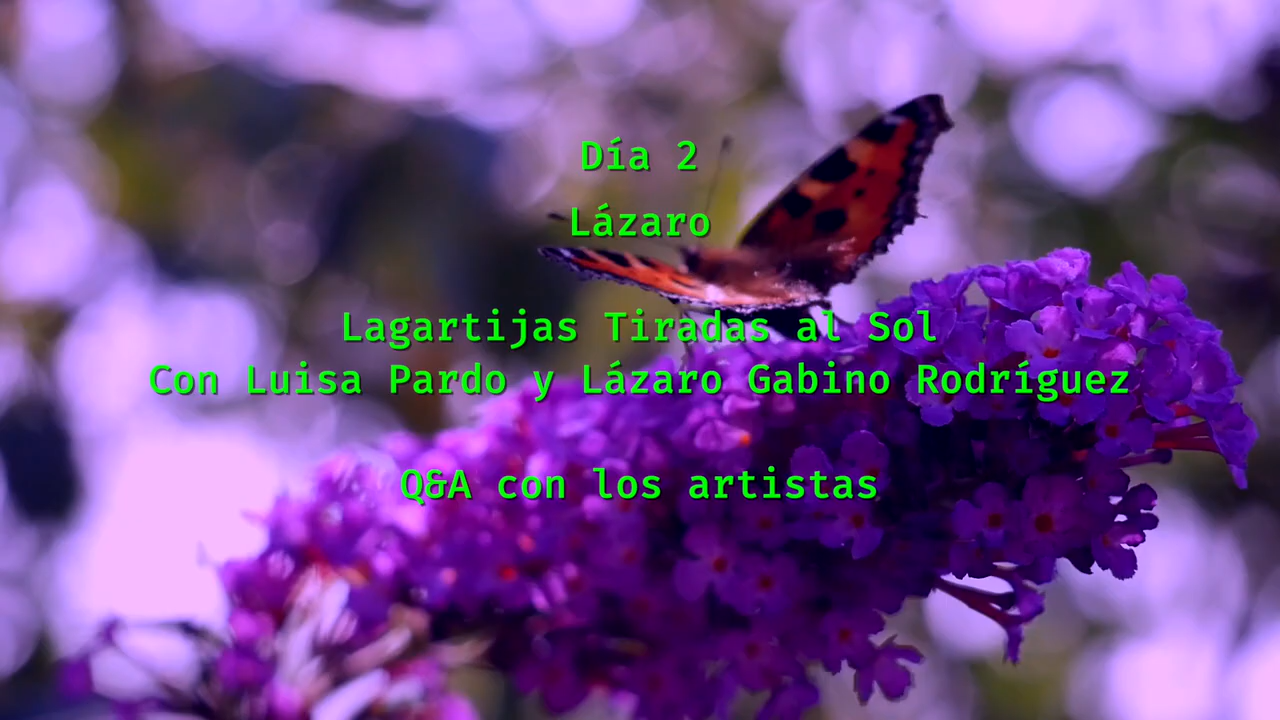 Día 2
Lázaro
Lagartijas Tiradas al Sol
Con Luisa Pardo y Lázaro Gabino Rodríguez
Q&A con los artistas